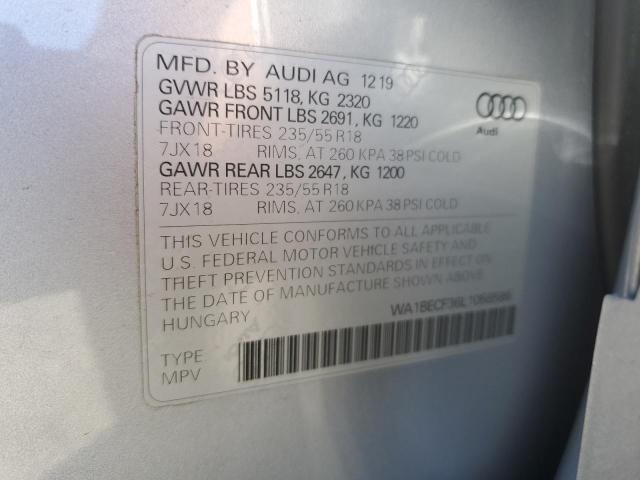 MFD. BY AUDI AG 12 19
GVWR LBS 5118, KG 2320
GAWR FRONT LBS 2691, KG 1220
FRONT-TIRES 235/55 R18
7JX18 RIMS, AT 260 KPA 38 PSI COLD
GAWR REAR LBS 2647, KG 1200
REAR-TIRES 235/55 R18
7JX18 RIMS, AT 260 KPA 38 PSI COLD
Audi
THIS VEHICLE CONFORMS TO ALL APPLICABLE
U.S. FEDERAL MOTOR VEHICLE SAFETY AND
THEFT PREVENTION STANDARDS IN EFFECT ON
THE DATE OF MANUFACTURE SHOWN ABOVE
HUNGARY
TYPE:
MPV